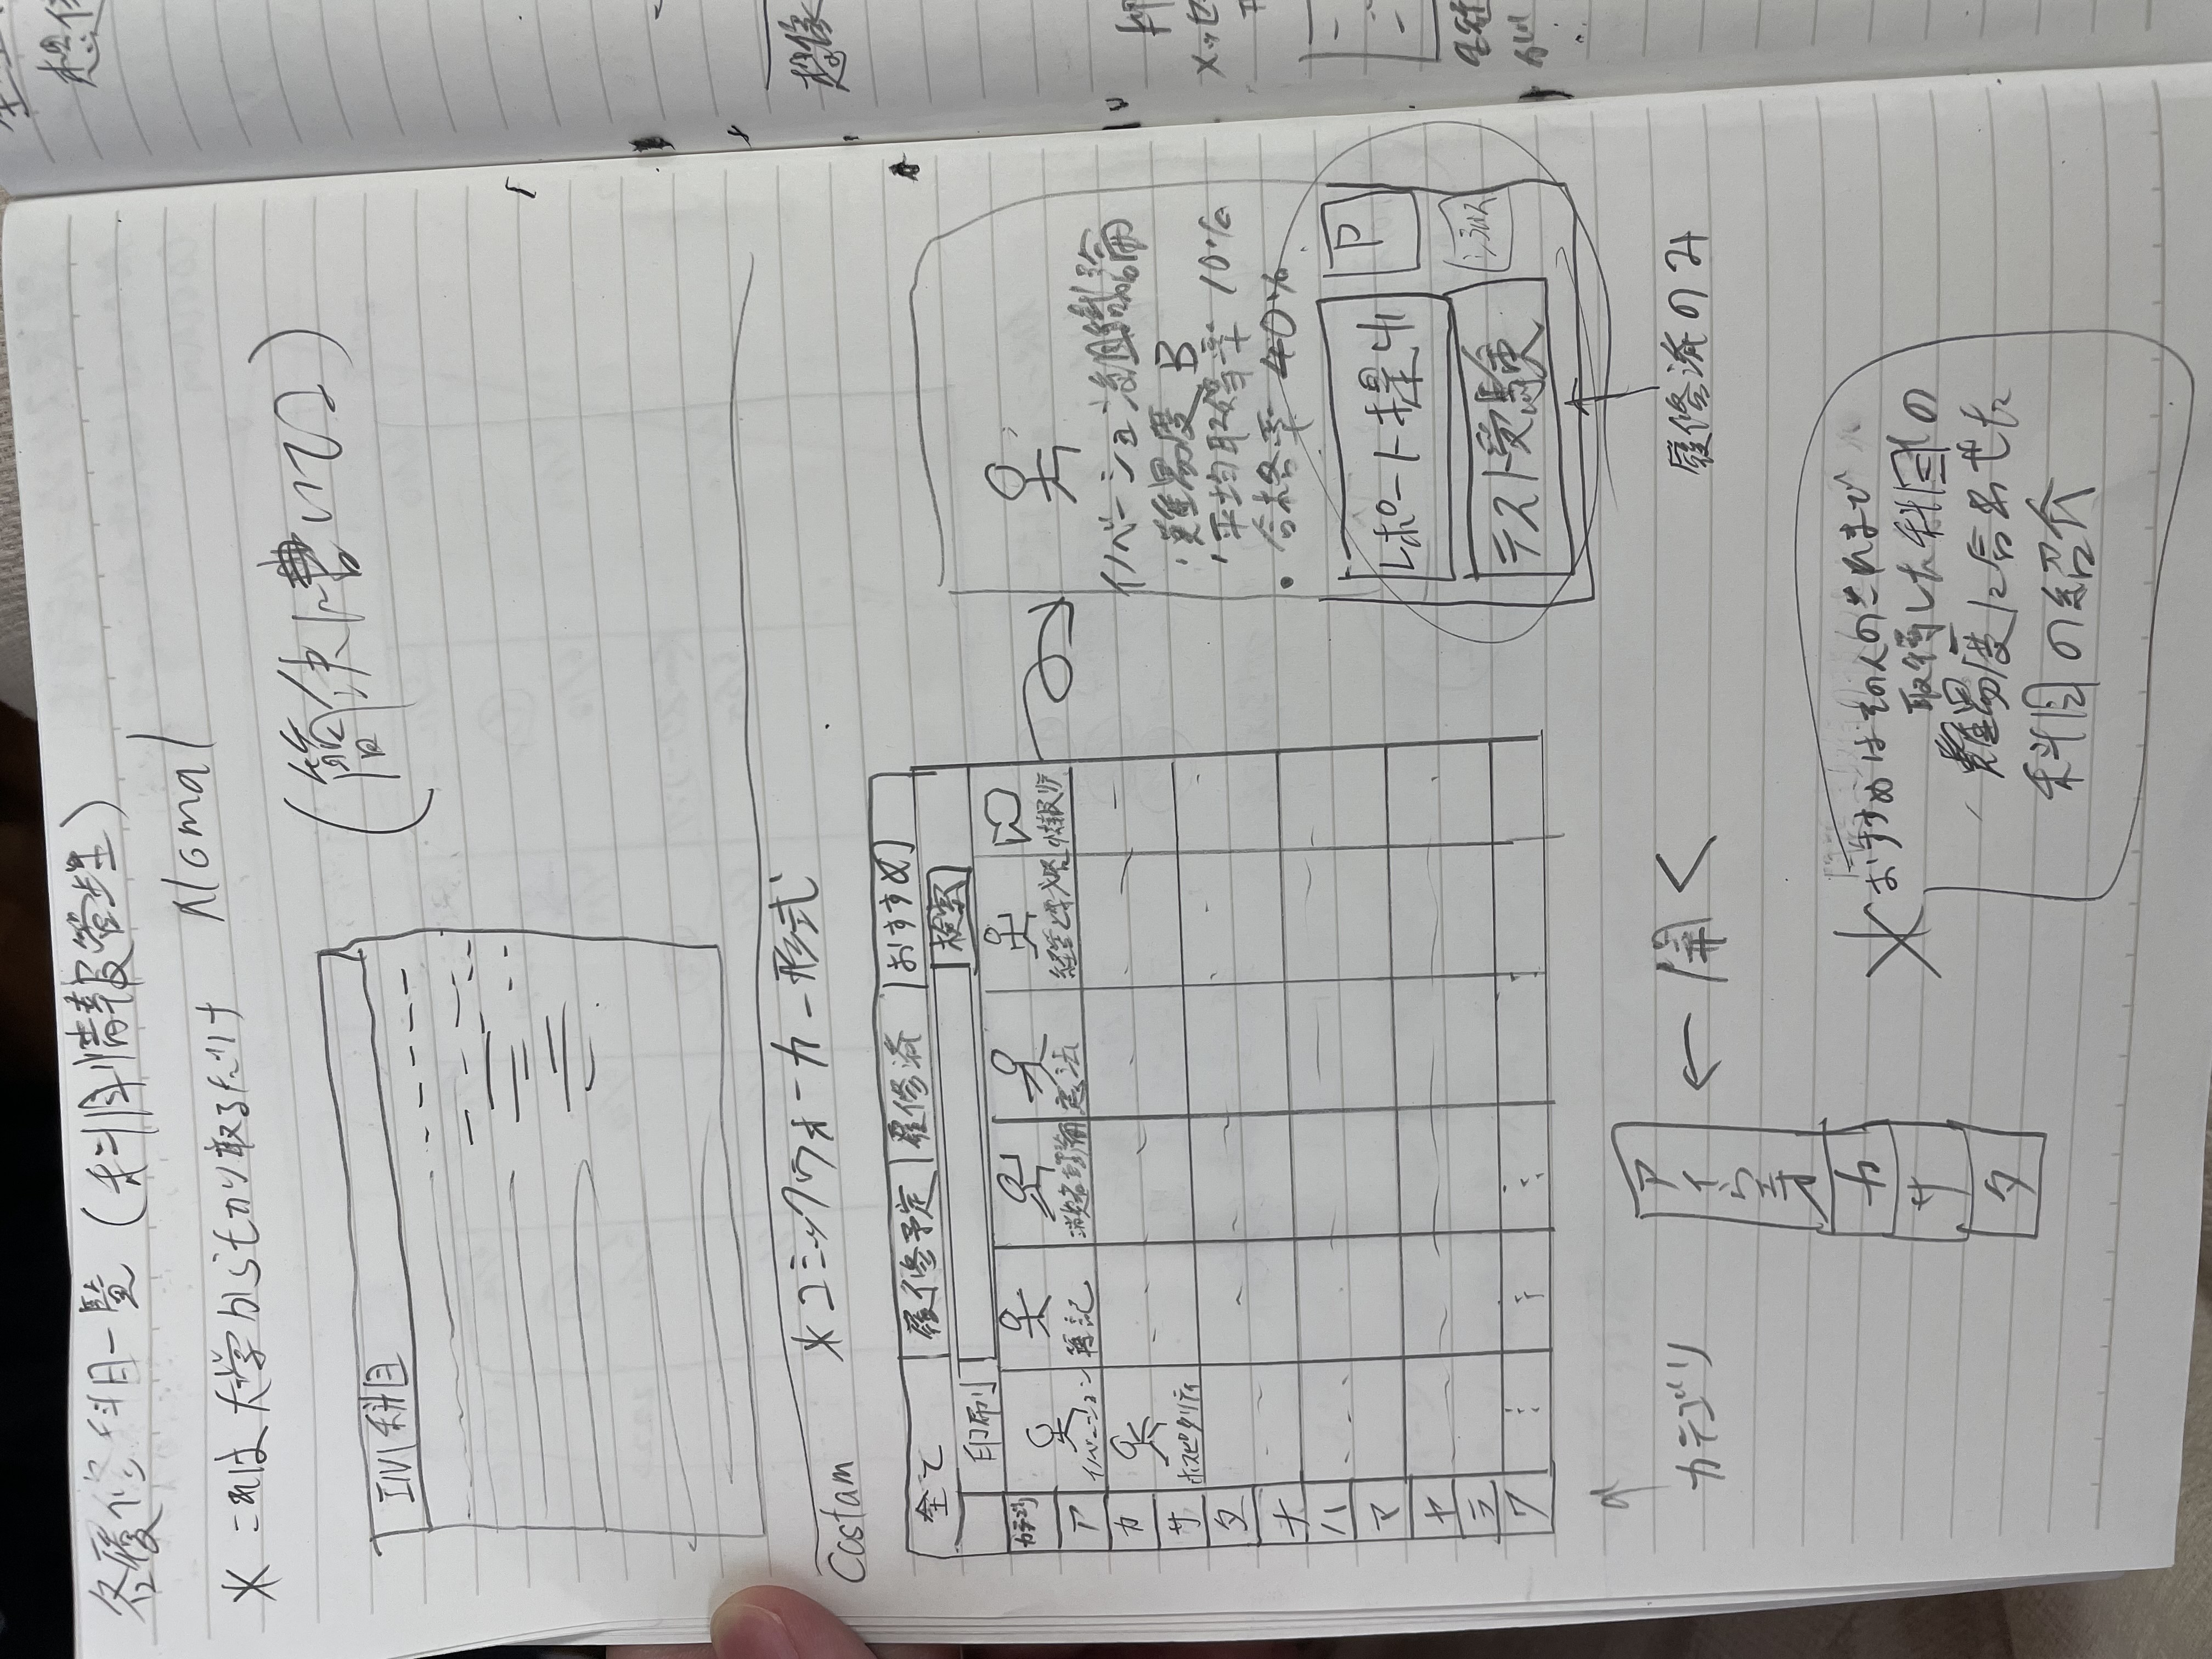 各履修科目一覧(科目情報管理)
* これは大学から切り取るだけ Nomal
(簡決に書いてる)
科目
Costam *コミックウォーカー形式
全て 履修予定 履修済 おすすめ
印刷 検索
カテゴリ
ア イノベーション 簿記 消費者 憲法 経営と 情報リテ
カ
サ ホスピタリティ
タ
ナ
ハ
マ
ヤ
ラ
ワ
イノベーション組織論
・難易度 B
・平均取得率 10%
・合格率 40%
レポート提出 P
テスト受験 シラバス
履修済のみ
カテゴリ
アイウエオ ← 開く
カ
サ
タ
*おすすめはその人のこれまで
取得した科目の
難易度に合わせた
科目の紹介
想像